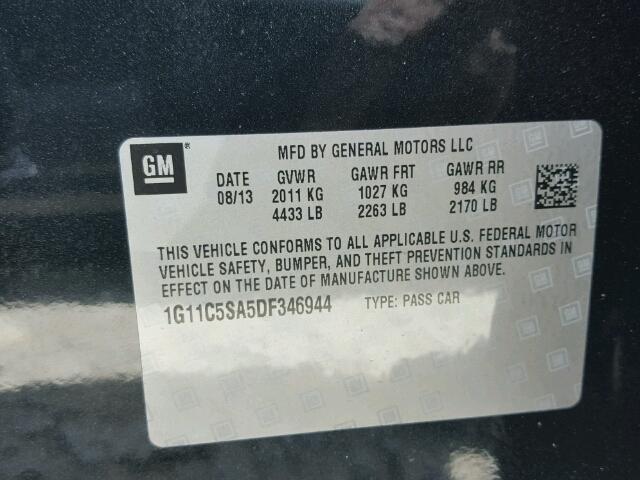 GM
MFD BY GENERAL MOTORS LLC
DATE GVWR GAWR FRT GAWR RR
08/13 2011 KG 1027 KG 984 KG
4433 LB 2263 LB 2170 LB
THIS VEHICLE CONFORMS TO ALL APPLICABLE U.S. FEDERAL MOTOR
VEHICLE SAFETY, BUMPER, AND THEFT PREVENTION STANDARDS IN
EFFECT ON THE DATE OF MANUFACTURE SHOWN ABOVE.
1G11C5SA5DF346944 TYPE: PASS CAR